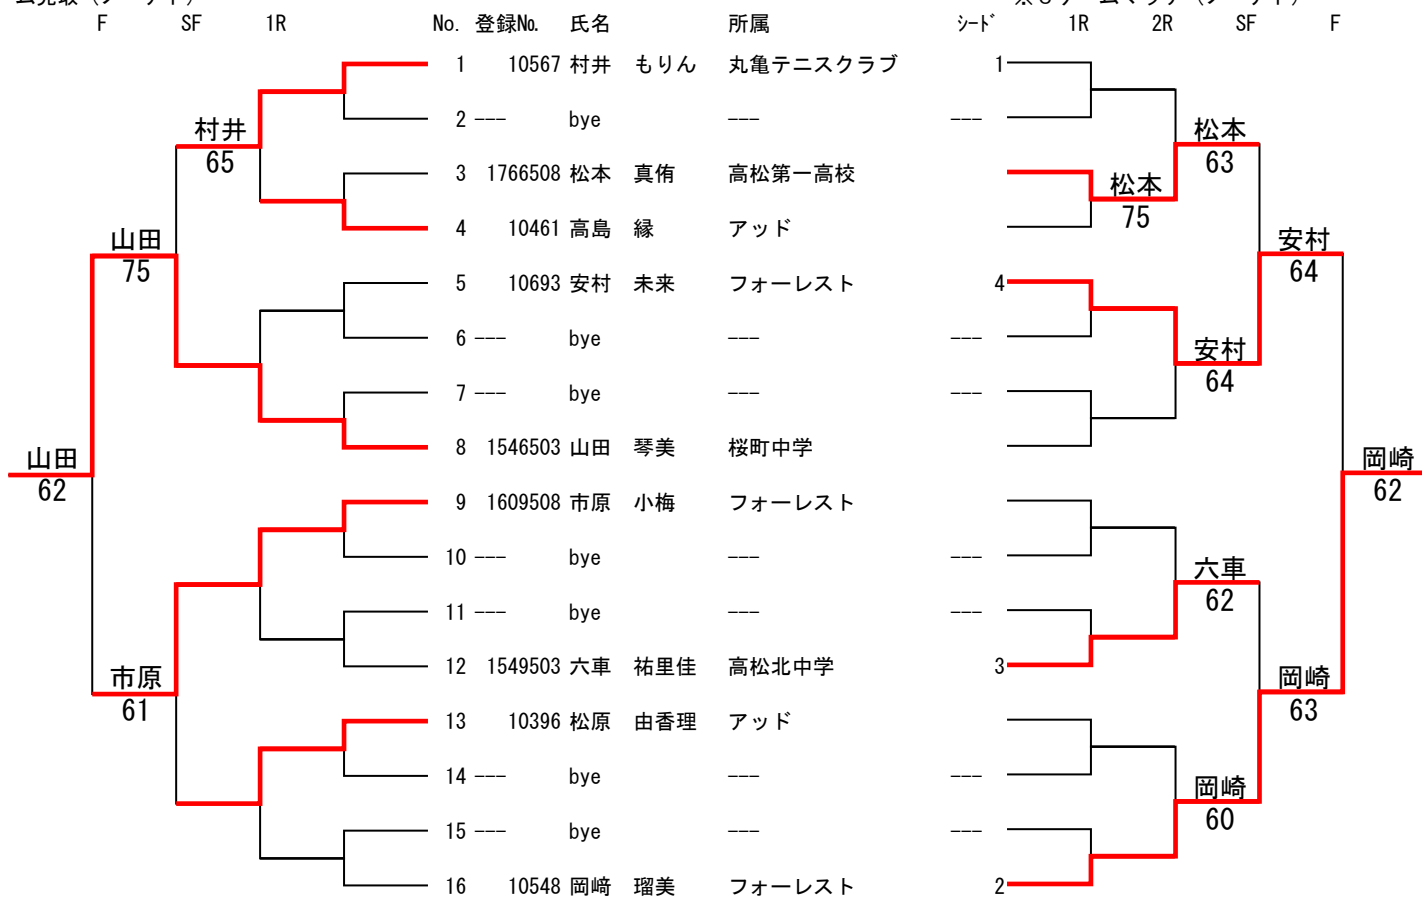 F SF 1R No. 登録No. 氏名 所属 シード 1R 2R SF F
1 10567 村井 もりん 丸亀テニスクラブ 1
村井 2 --- bye --- --- 松本
65 63
3 1766508 松本 真侑 高松第一高校 松本
75
山田 4 10461 高島 縁 アッド 安村
75 64
5 10693 安村 未来 フォーレスト 4
6 --- bye --- --- 安村
64
7 --- bye --- ---
山田 8 1546503 山田 琴美 桜町中学 岡崎
62 62
9 1609508 市原 小梅 フォーレスト
10 --- bye --- --- 六車
62
11 --- bye --- ---
市原 12 1549503 六車 祐里佳 高松北中学 3 岡崎
61 63
13 10396 松原 由香理 アッド
14 --- bye --- --- 岡崎
60
15 --- bye --- ---
16 10548 岡﨑 瑠美 フォーレスト 2